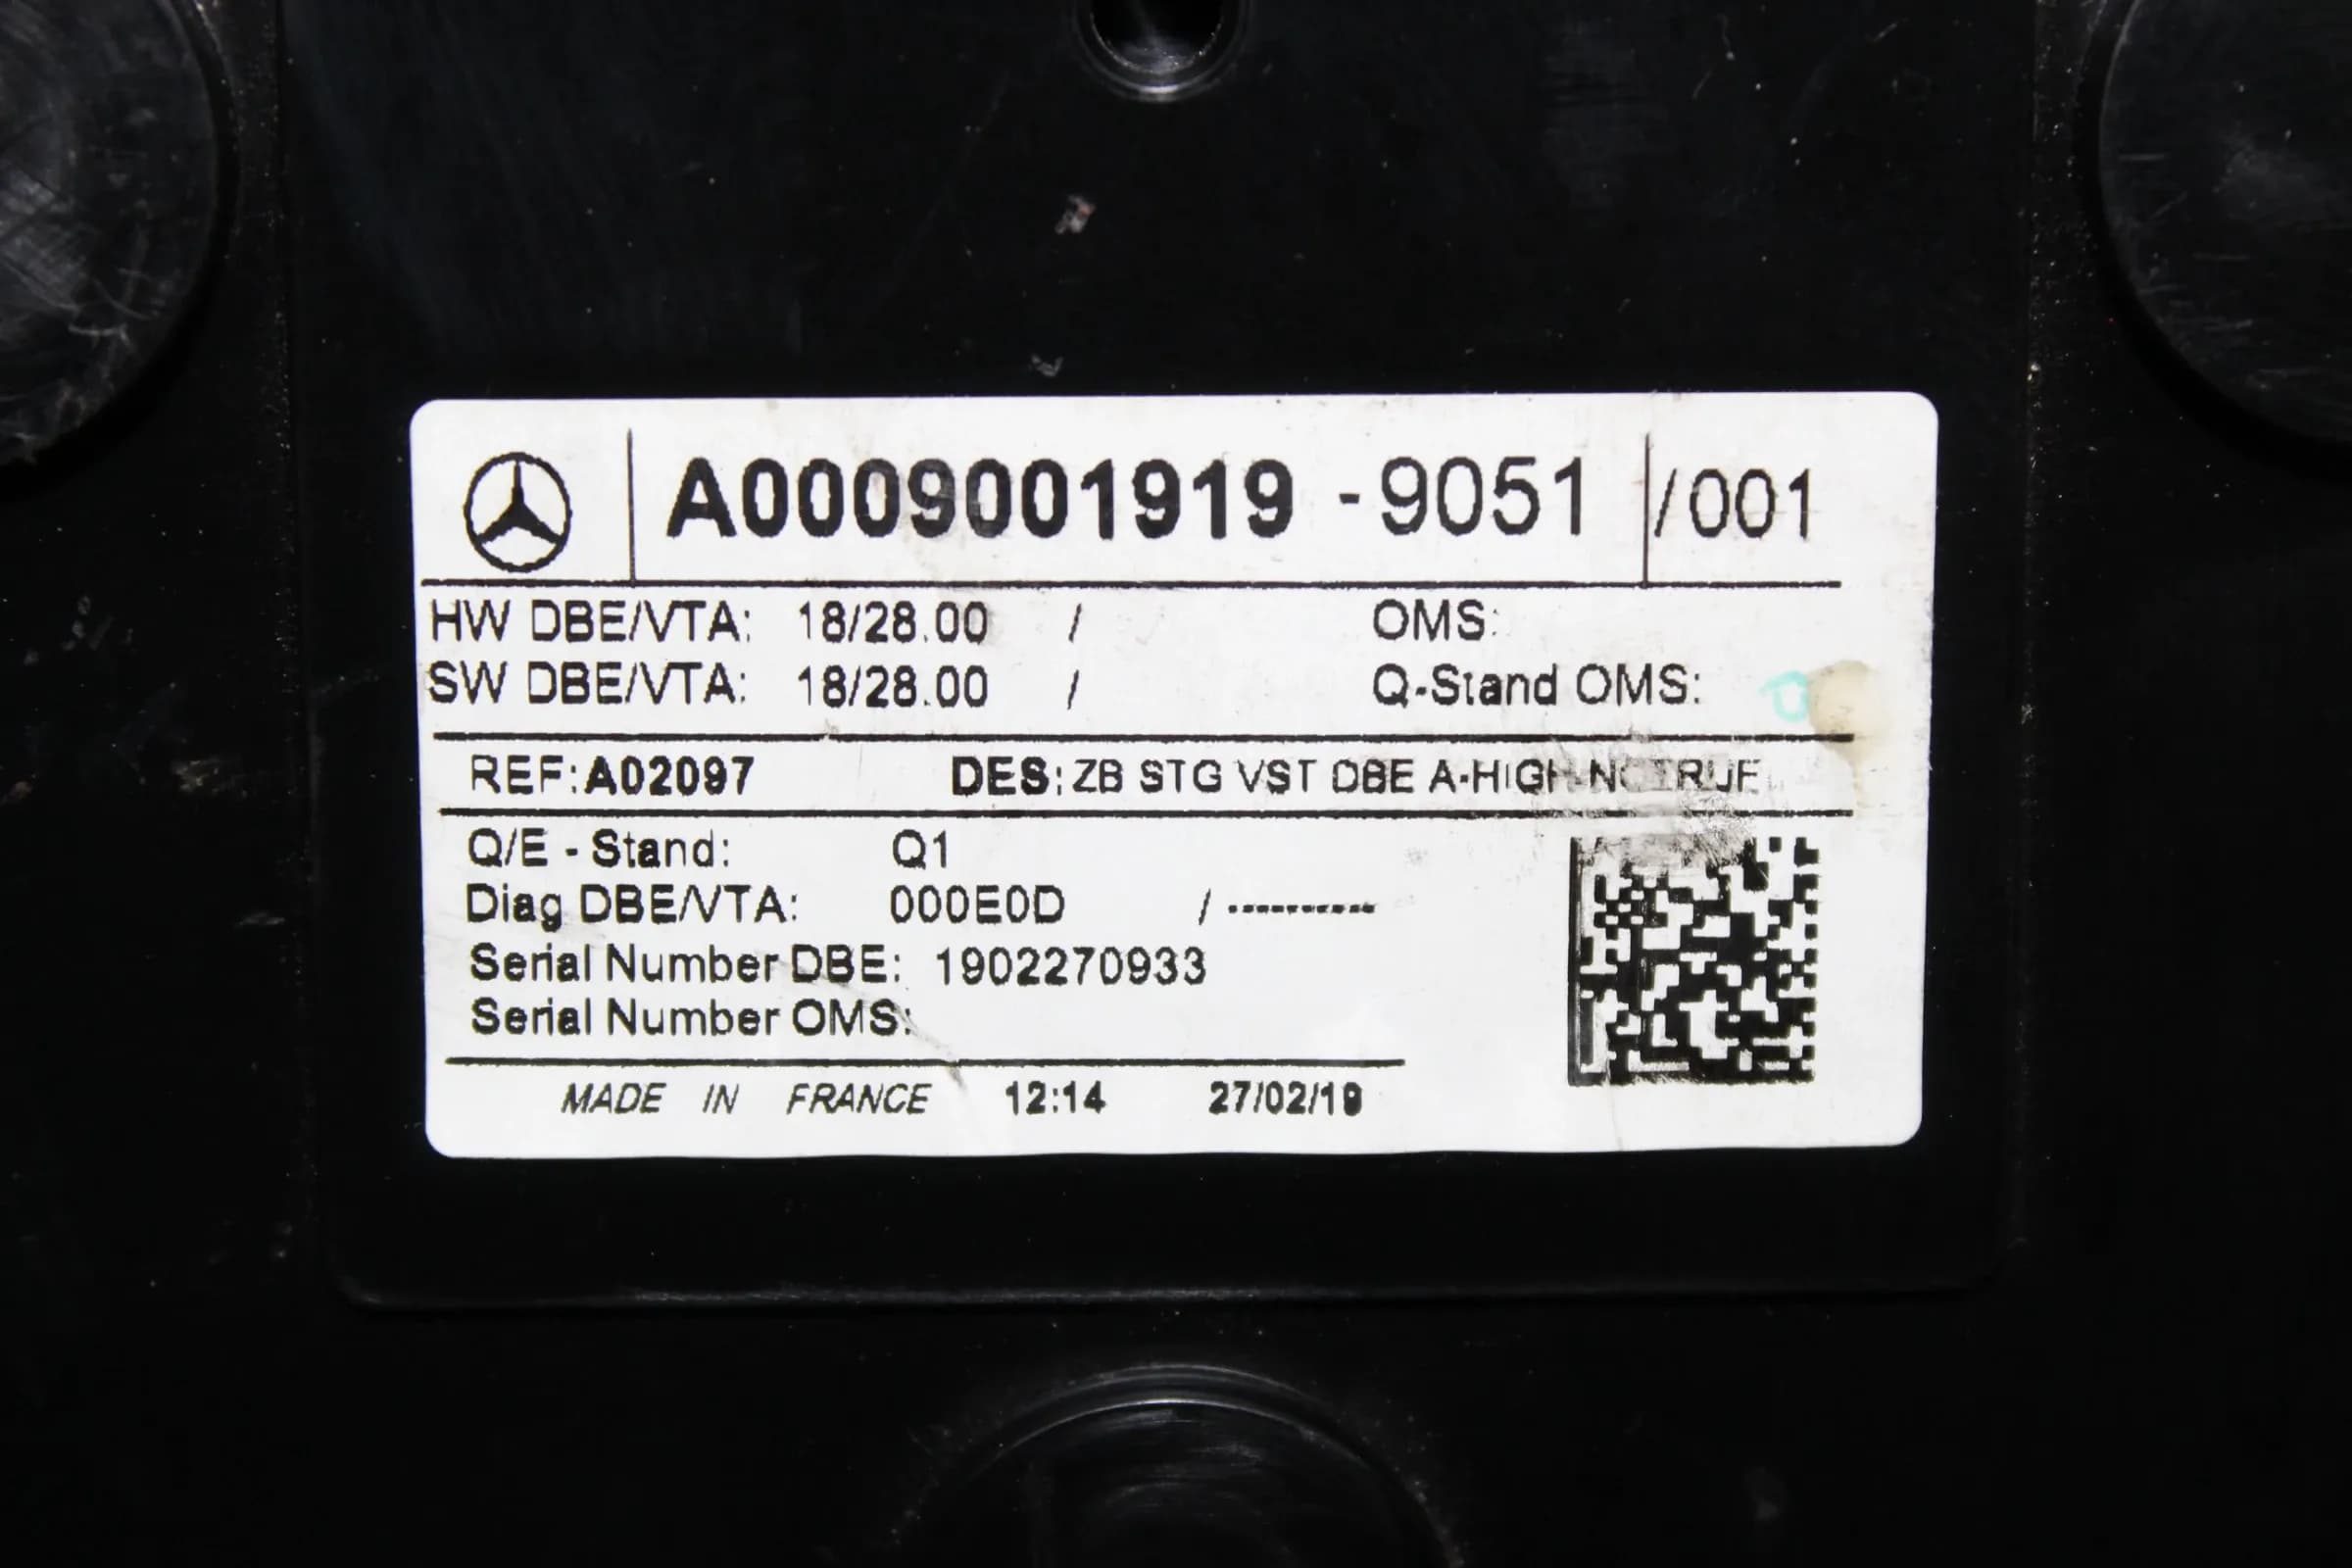 A0009001919 -9051 /001
HW DBE/VTA: 18/28.00 / OMS:
SW DBE/VTA: 18/28.00 / Q-Stand OMS:
REF:A02097 DES: ZB STG VST DBE
Q/E - Stand: Q1
Diag DBE/VTA: 000E0D / ----------
Serial Number DBE: 1902270933
Serial Number OMS:
MADE IN FRANCE 12:14 27/02/19